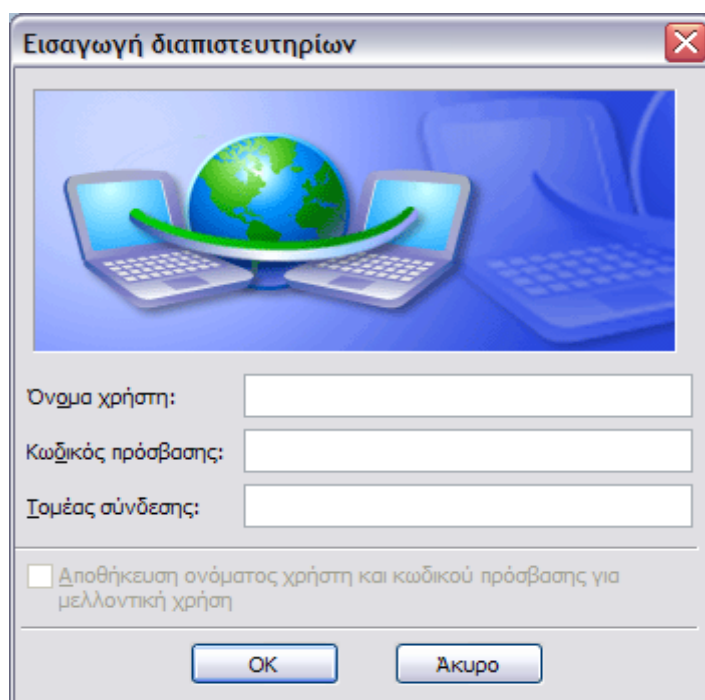 Εισαγωγή διαπιστευτηρίων
Όνομα χρήστη:
Κωδικός πρόσβασης:
Τομέας σύνδεσης:
Αποθήκευση ονόματος χρήστη και κωδικού πρόσβασης για
μελλοντική χρήση
OK
Άκυρο